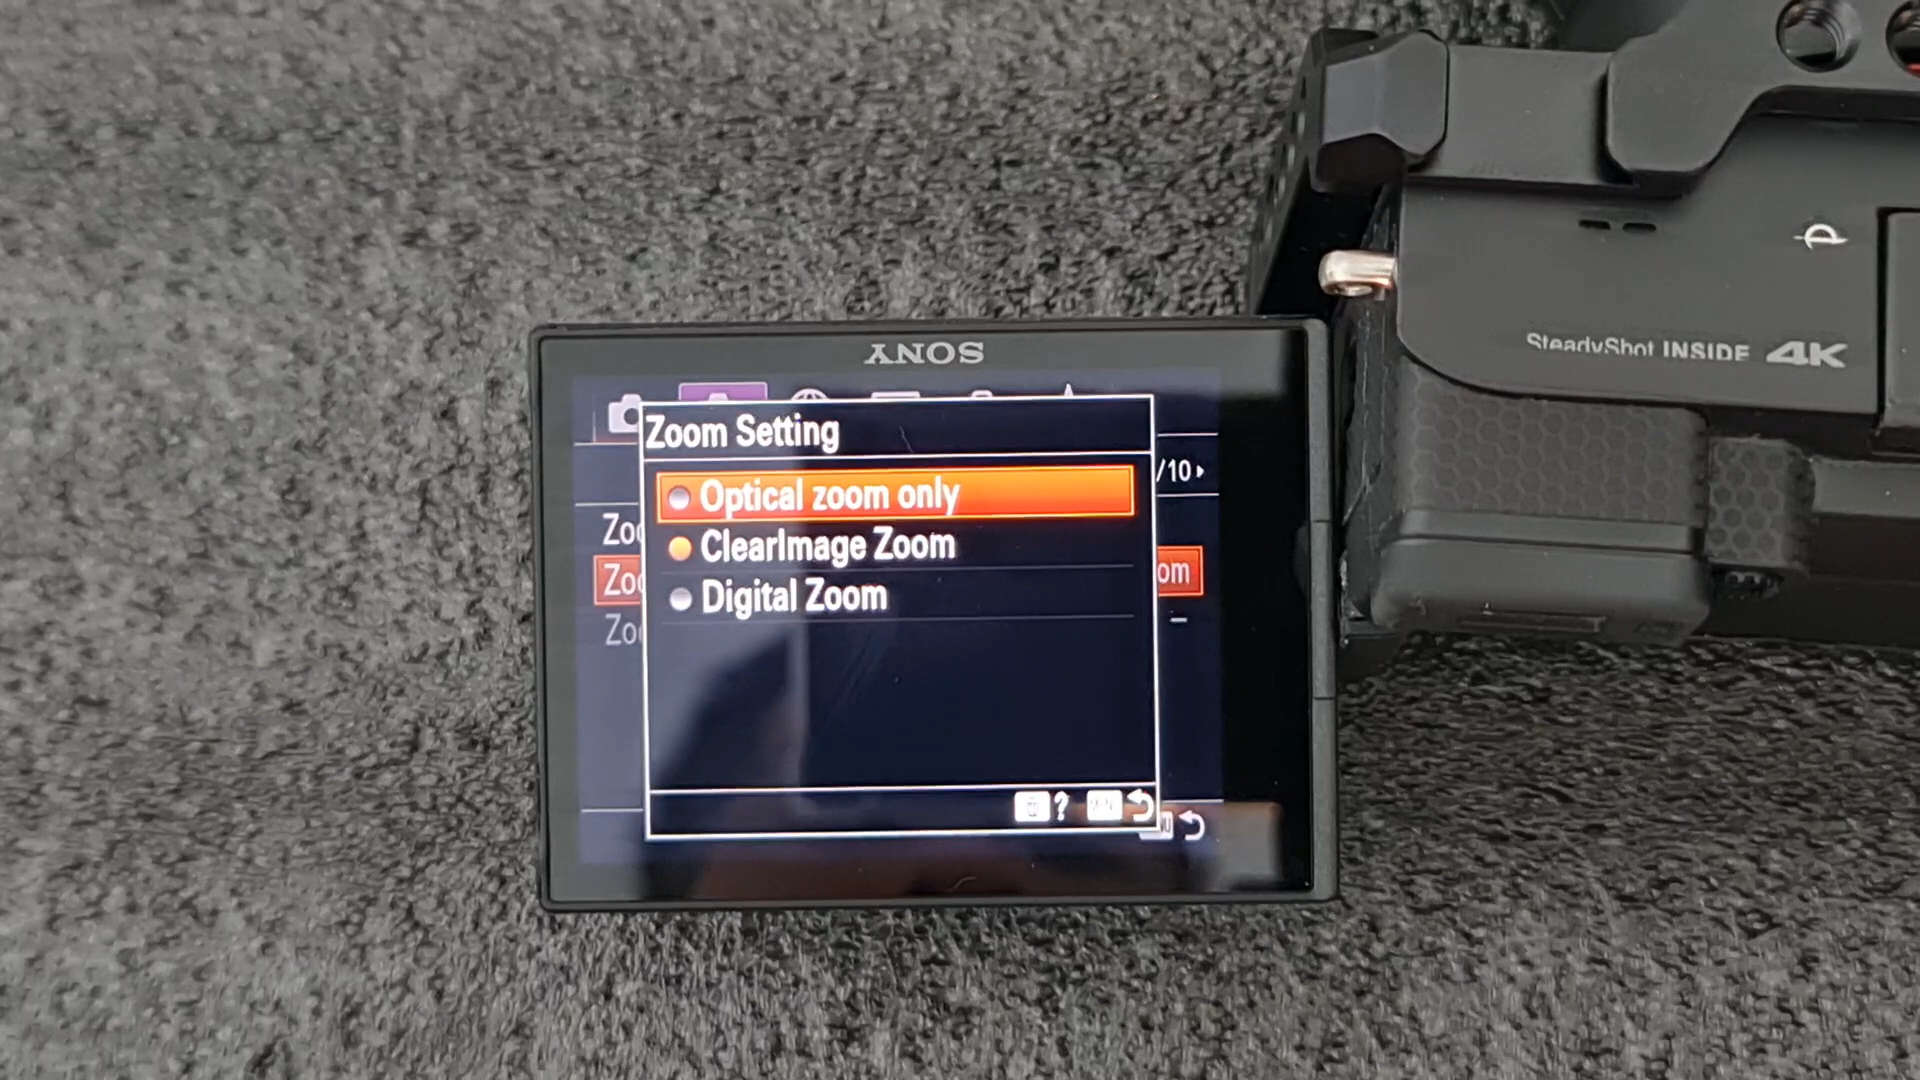 SONY
Zoom Setting
/10
Optical zoom only
ClearImage Zoom
Digital Zoom
?
SteadyShot INSIDE 4K